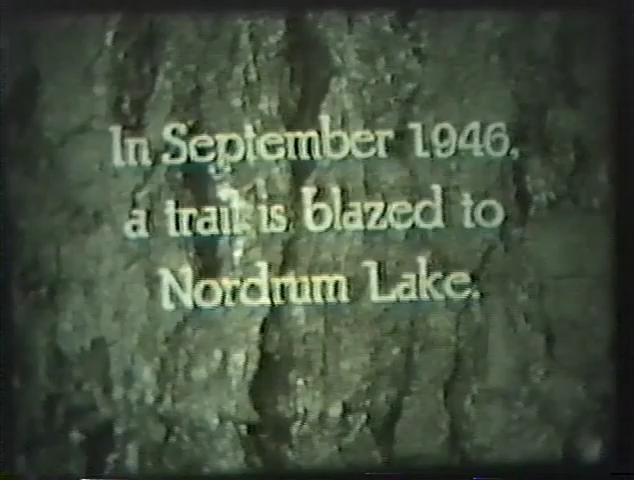 In September 1946,
a trail is blazed to
Nordrum Lake.